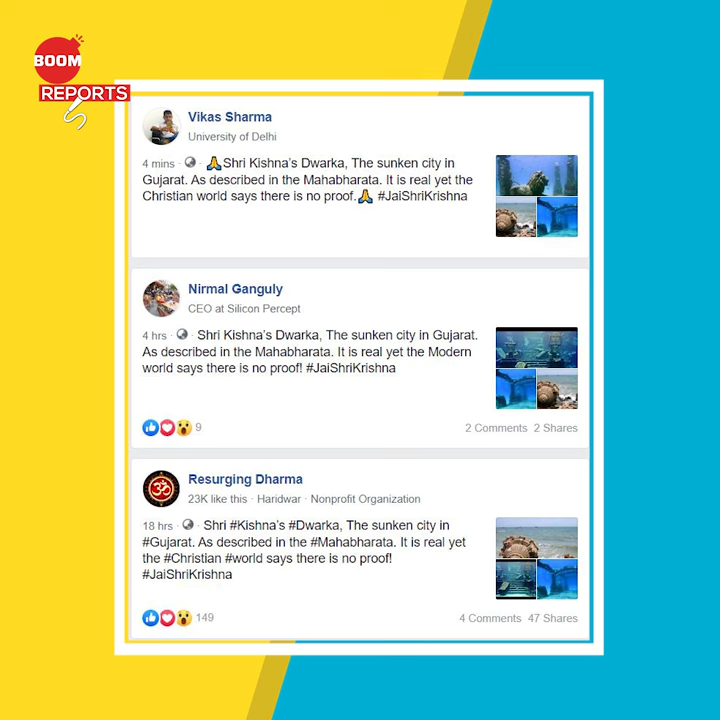 BOOM
REPORTS
Vikas Sharma
University of Delhi
4 mins · 🙏Shri Kishna's Dwarka, The sunken city in
Gujarat. As described in the Mahabharata. It is real yet the
Christian world says there is no proof.🙏 #JaiShriKrishna
Nirmal Ganguly
CEO at Silicon Percept
4 hrs · Shri Kishna's Dwarka, The sunken city in Gujarat.
As described in the Mahabharata. It is real yet the Modern
world says there is no proof! #JaiShriKrishna
9
2 Comments 2 Shares
Resurging Dharma
23K like this · Haridwar · Nonprofit Organization
18 hrs · Shri #Kishna's #Dwarka, The sunken city in
#Gujarat. As described in the #Mahabharata. It is real yet
the #Christian #world says there is no proof!
#JaiShriKrishna
149
4 Comments 47 Shares